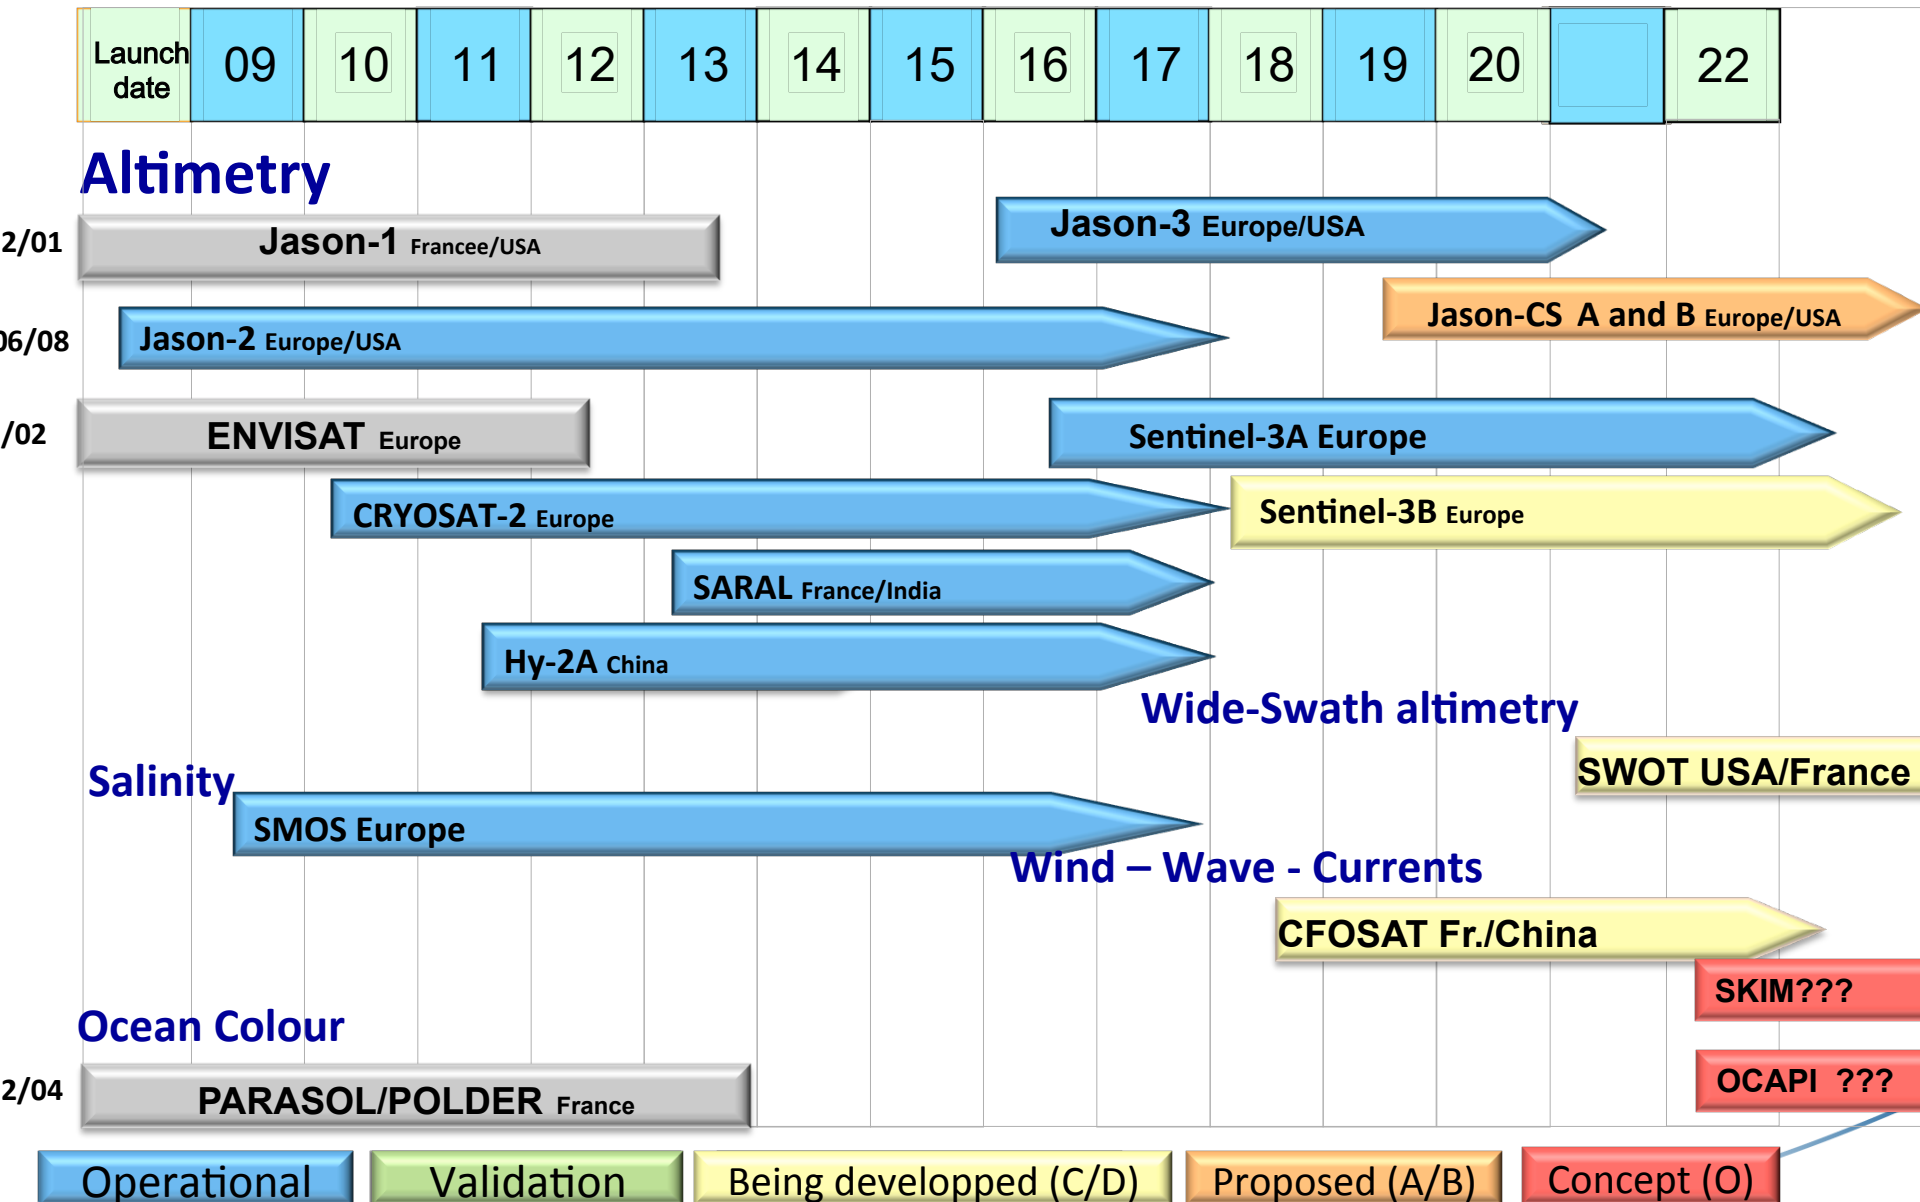 Launch date 09 10 11 12 13 14 15 16 17 18 19 20 22
Altimetry
2/01 Jason-1 Francee/USA
Jason-3 Europe/USA
Jason-CS A and B Europe/USA
06/08 Jason-2 Europe/USA
/02 ENVISAT Europe
Sentinel-3A Europe
CRYOSAT-2 Europe
Sentinel-3B Europe
SARAL France/India
Hy-2A China
Wide-Swath altimetry
SWOT USA/France
Salinity
SMOS Europe
Wind – Wave - Currents
CFOSAT Fr./China
SKIM???
Ocean Colour
OCAPI ???
2/04 PARASOL/POLDER France
Operational Validation Being developped (C/D) Proposed (A/B) Concept (O)